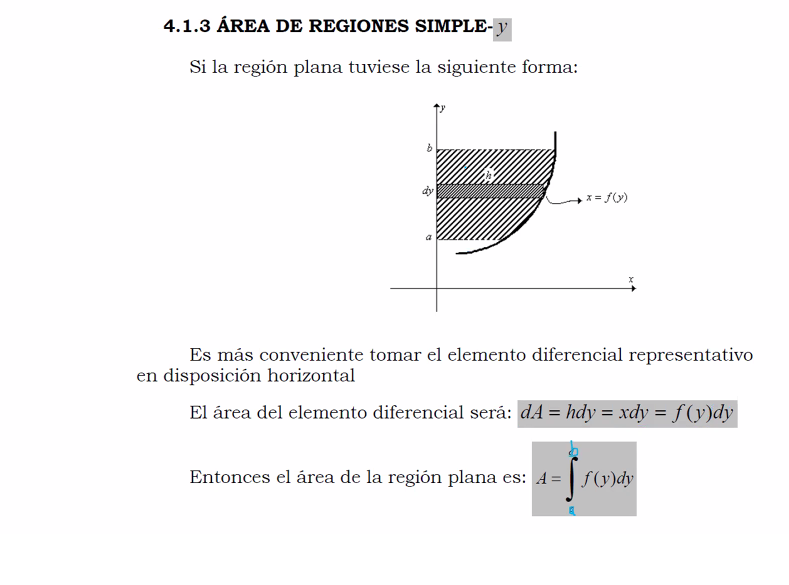 4.1.3 ÁREA DE REGIONES SIMPLE- y
Si la región plana tuviese la siguiente forma:
y
b
h
dy
x = f(y)
a
x
Es más conveniente tomar el elemento diferencial representativo
en disposición horizontal
El área del elemento diferencial será: dA = hdy = xdy = f(y)dy
b
Entonces el área de la región plana es: A = ∫ f(y)dy
a